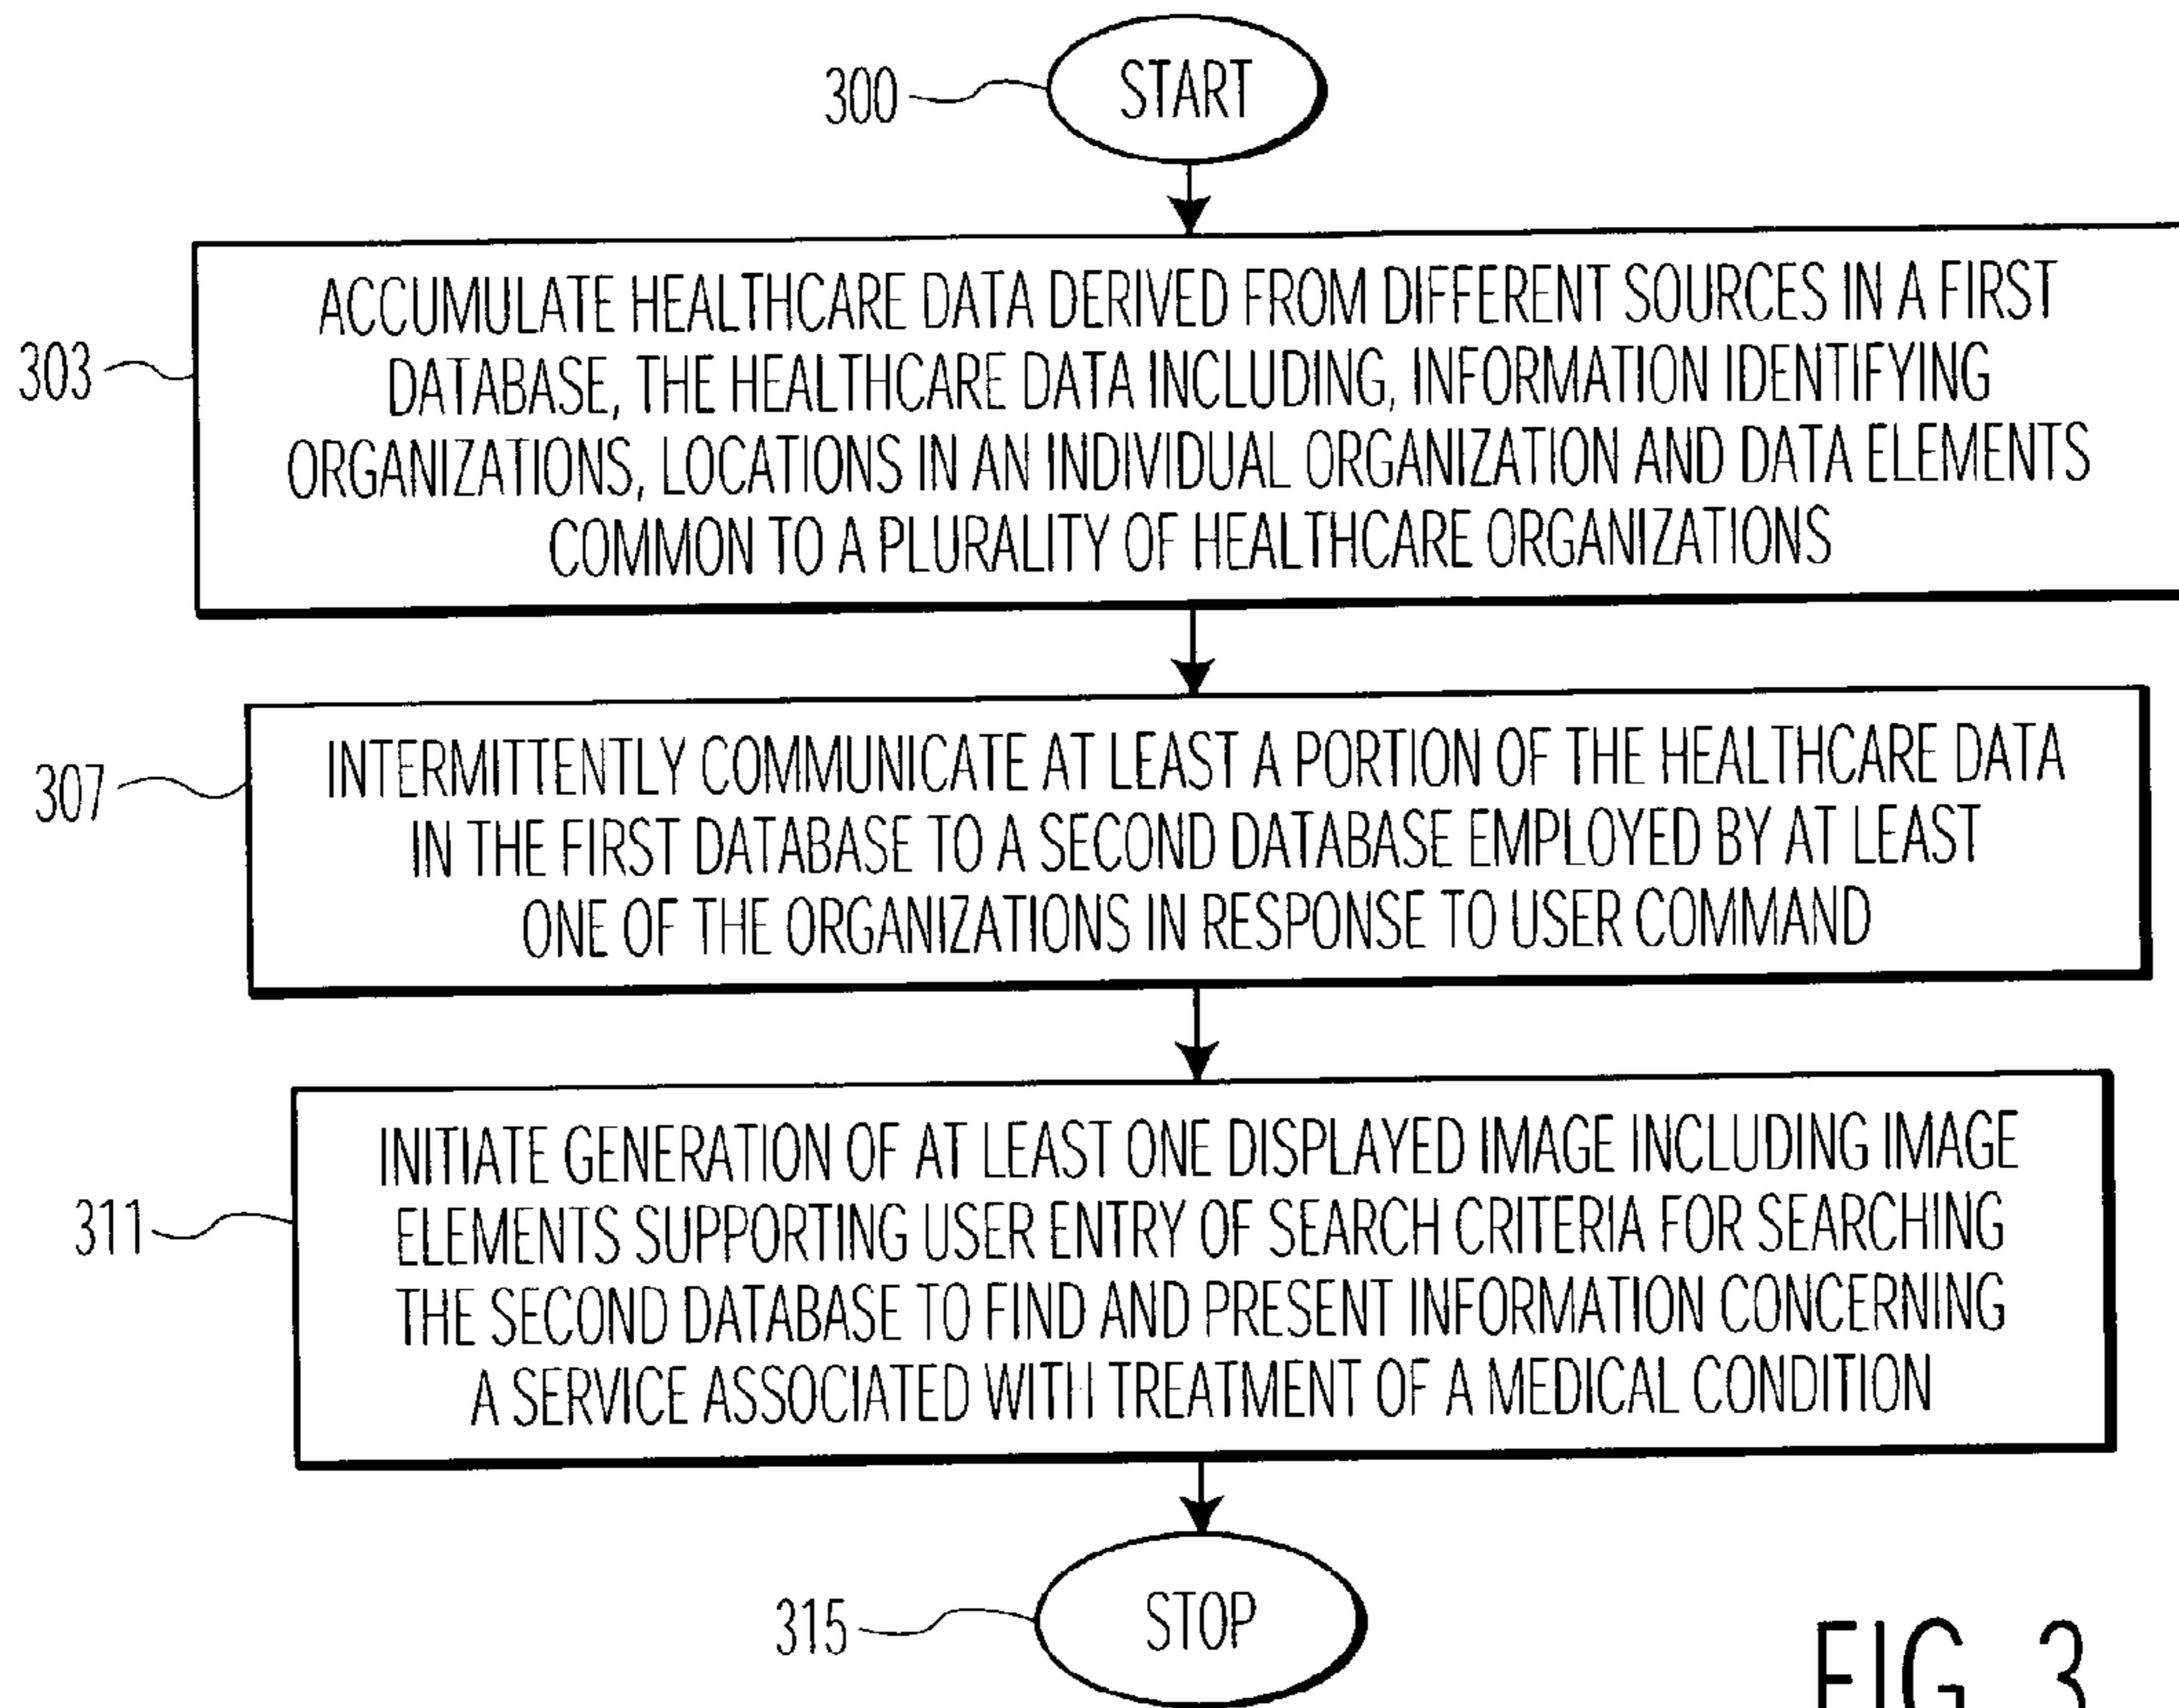 300
START
303
ACCUMULATE HEALTHCARE DATA DERIVED FROM DIFFERENT SOURCES IN A FIRST
DATABASE, THE HEALTHCARE DATA INCLUDING, INFORMATION IDENTIFYING
ORGANIZATIONS, LOCATIONS IN AN INDIVIDUAL ORGANIZATION AND DATA ELEMENTS
COMMON TO A PLURALITY OF HEALTHCARE ORGANIZATIONS
307
INTERMITTENTLY COMMUNICATE AT LEAST A PORTION OF THE HEALTHCARE DATA
IN THE FIRST DATABASE TO A SECOND DATABASE EMPLOYED BY AT LEAST
ONE OF THE ORGANIZATIONS IN RESPONSE TO USER COMMAND
311
INITIATE GENERATION OF AT LEAST ONE DISPLAYED IMAGE INCLUDING IMAGE
ELEMENTS SUPPORTING USER ENTRY OF SEARCH CRITERIA FOR SEARCHING
THE SECOND DATABASE TO FIND AND PRESENT INFORMATION CONCERNING
A SERVICE ASSOCIATED WITH TREATMENT OF A MEDICAL CONDITION
315
STOP
FIG. 3